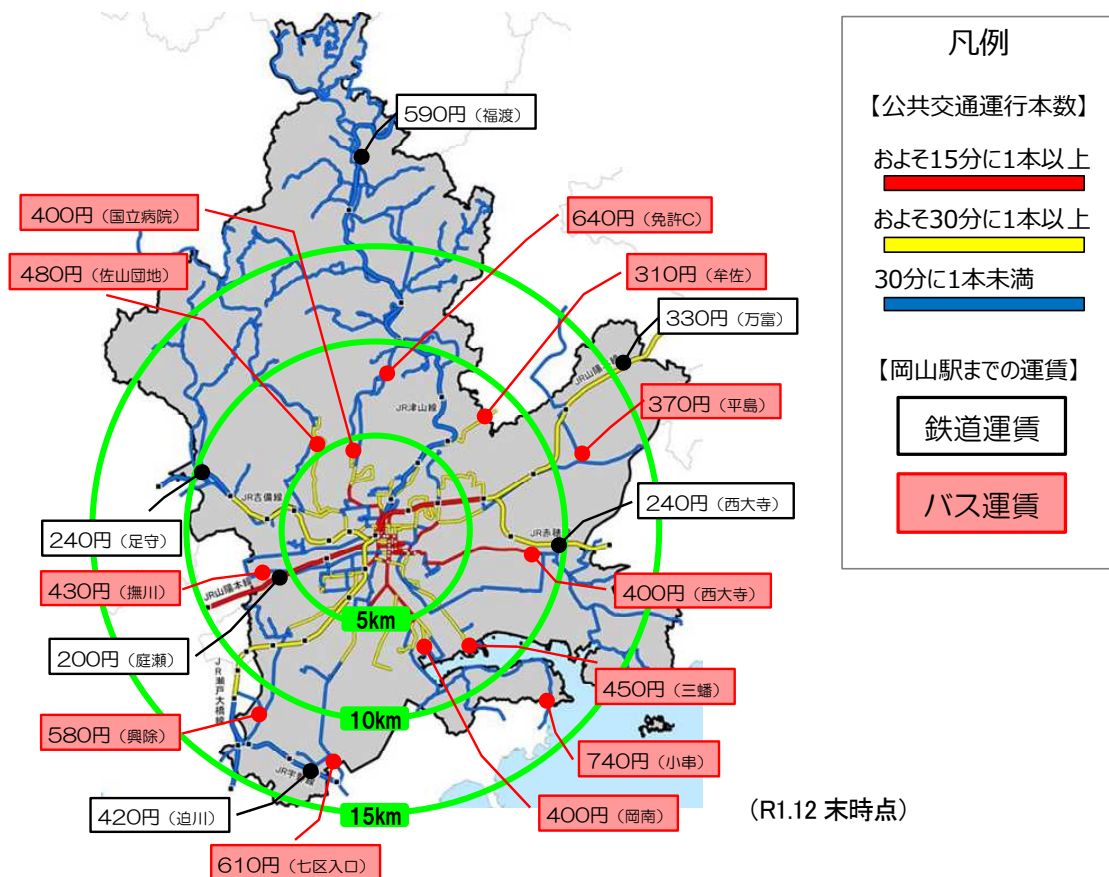 590円（福渡）
400円（国立病院）
640円（免許C）
480円（佐山団地）
310円（牟佐）
330円（万富）
JR山陽本線
JR津山線
370円（平島）
JR吉備線
240円（足守）
JR赤穂
240円（西大寺）
430円（撫川）
JR山陽本線
400円（西大寺）
5km
200円（庭瀬）
JR瀬戸大橋線
450円（三蟠）
580円（興除）
10km
740円（小串）
JR宇野線
420円（迫川）
15km
400円（岡南）
610円（七区入口）
凡例
【公共交通運行本数】
およそ15分に1本以上
およそ30分に1本以上
30分に1本未満
【岡山駅までの運賃】
鉄道運賃
バス運賃
（R1.12 末時点）